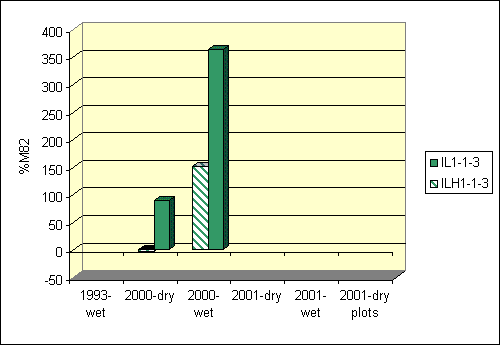 400
350
300
250
200
150
100
50
0
-50
%M82
1993-
wet
2000-dry
2000-
wet
2001-dry
2001-
wet
2001-dry
plots
IL1-1-3
ILH1-1-3